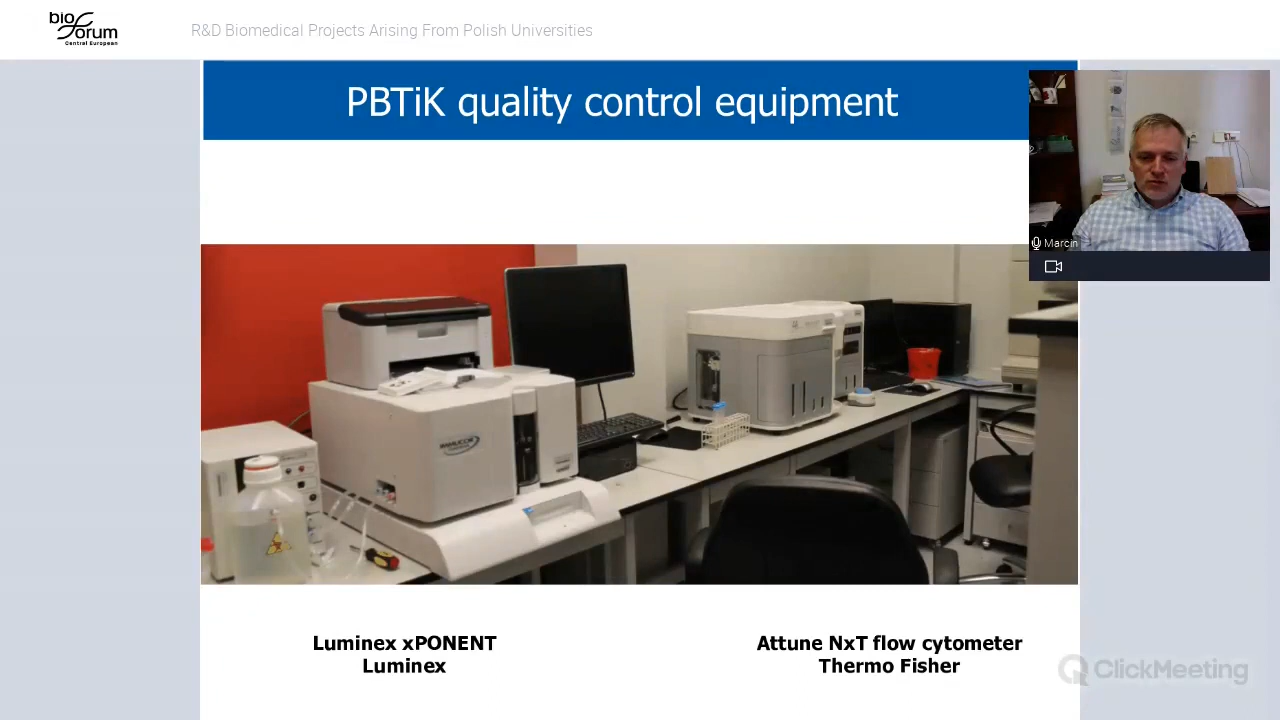 bio
Forum
Central European
R&D Biomedical Projects Arising From Polish Universities
PBTiK quality control equipment
Marcin
IMMUCOR
Luminex xPONENT
Luminex
Attune NxT flow cytometer
Thermo Fisher
ClickMeeting